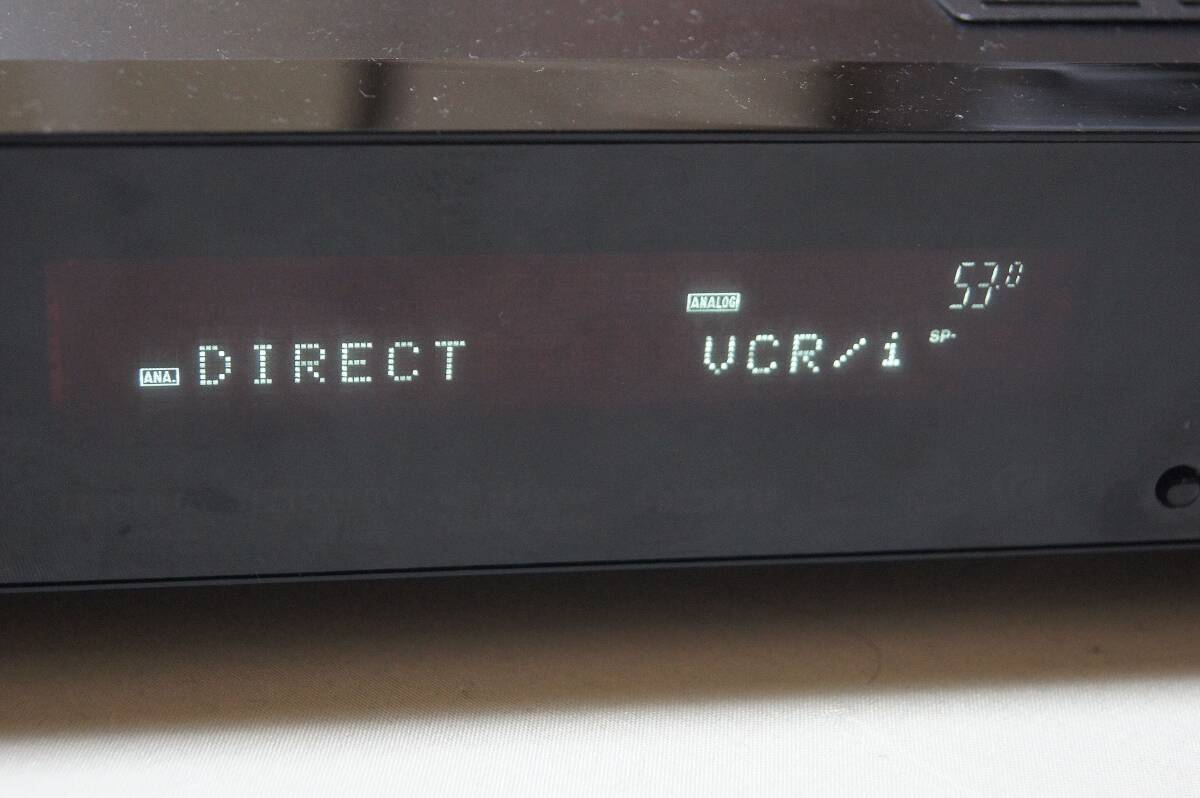 53.0
ANALOG
SP-
ANA. DIRECT VCR/i